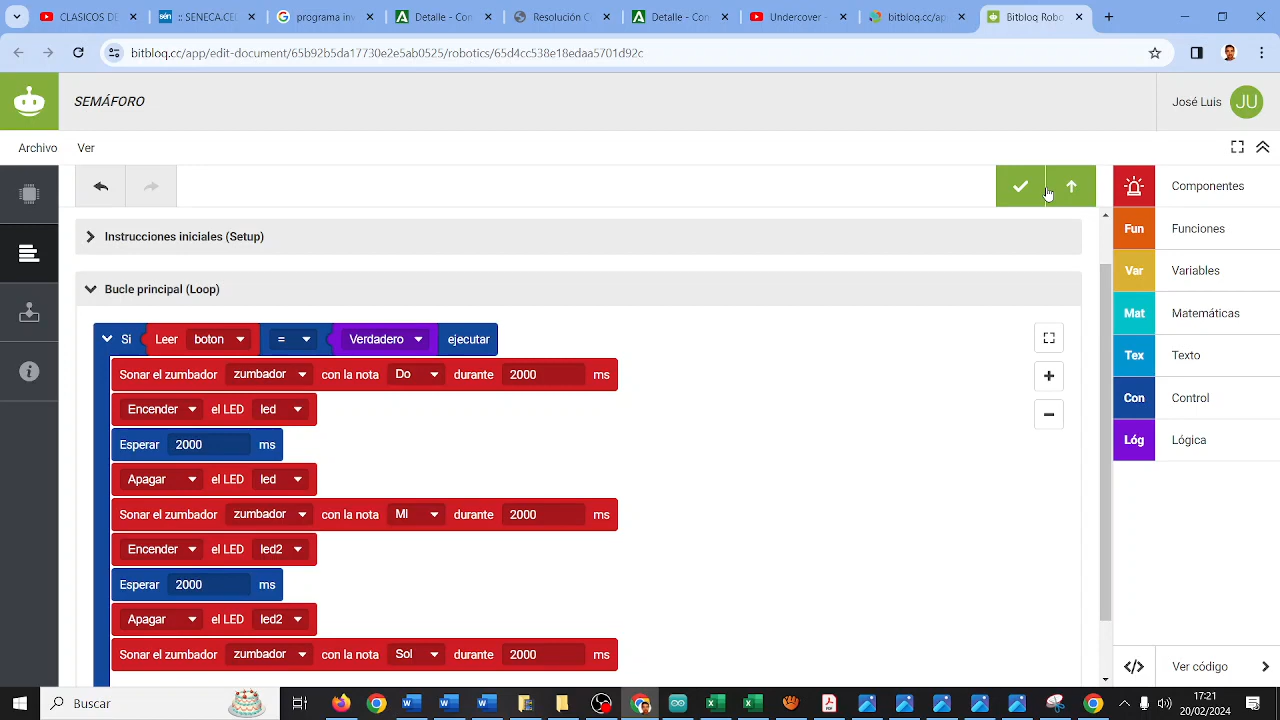 CLASICOS DE
sén SENECA.CED
programa inv
Detalle - Con
Resolución C
Detalle - Con
Undercover -
bitbloq.cc/ap
Bitbloq Robo
bitbloq.cc/app/edit-document/65b92b5da17730e2e5ab0525/robotics/65d4cc538e18edaa5701d92c
SEMÁFORO
José Luis JU
Archivo Ver
Componentes
Fun Funciones
Var Variables
Mat Matemáticas
Tex Texto
Con Control
Lóg Lógica
Instrucciones iniciales (Setup)
Bucle principal (Loop)
Si Leer boton = Verdadero ejecutar
Sonar el zumbador zumbador con la nota Do durante 2000 ms
Encender el LED led
Esperar 2000 ms
Apagar el LED led
Sonar el zumbador zumbador con la nota MI durante 2000 ms
Encender el LED led2
Esperar 2000 ms
Apagar el LED led2
Sonar el zumbador zumbador con la nota Sol durante 2000 ms
</> Ver código
Buscar
17:21
20/02/2024